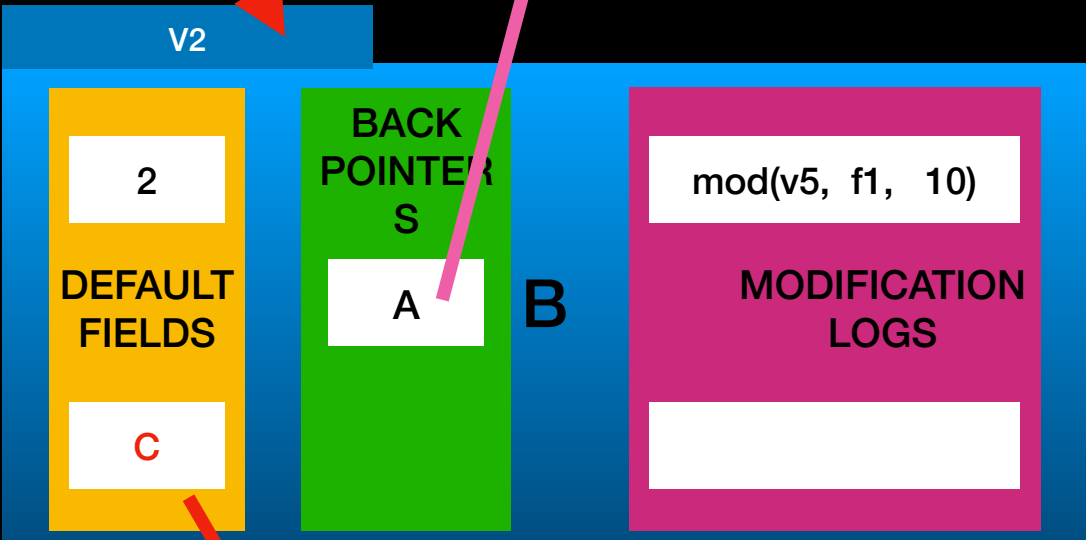 V2
2
DEFAULT
FIELDS
C
BACK
POINTER
S
A
B
mod(v5, f1, 10)
MODIFICATION
LOGS